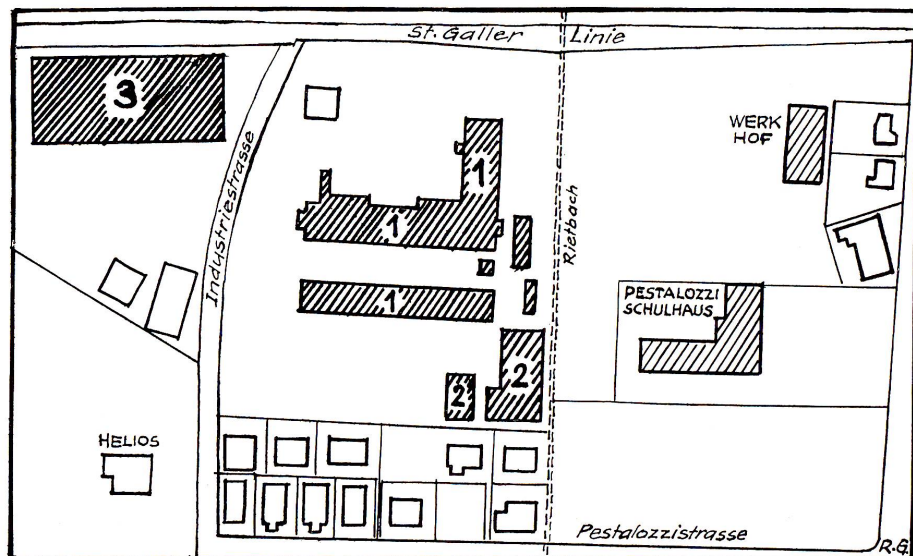 St. Galler Linie
3
Industriestrasse
1
1
1
Rietbach
WERK
HOF
PESTALOZZI
SCHULHAUS
2
2
HELIOS
Pestalozzistrasse
R.G.